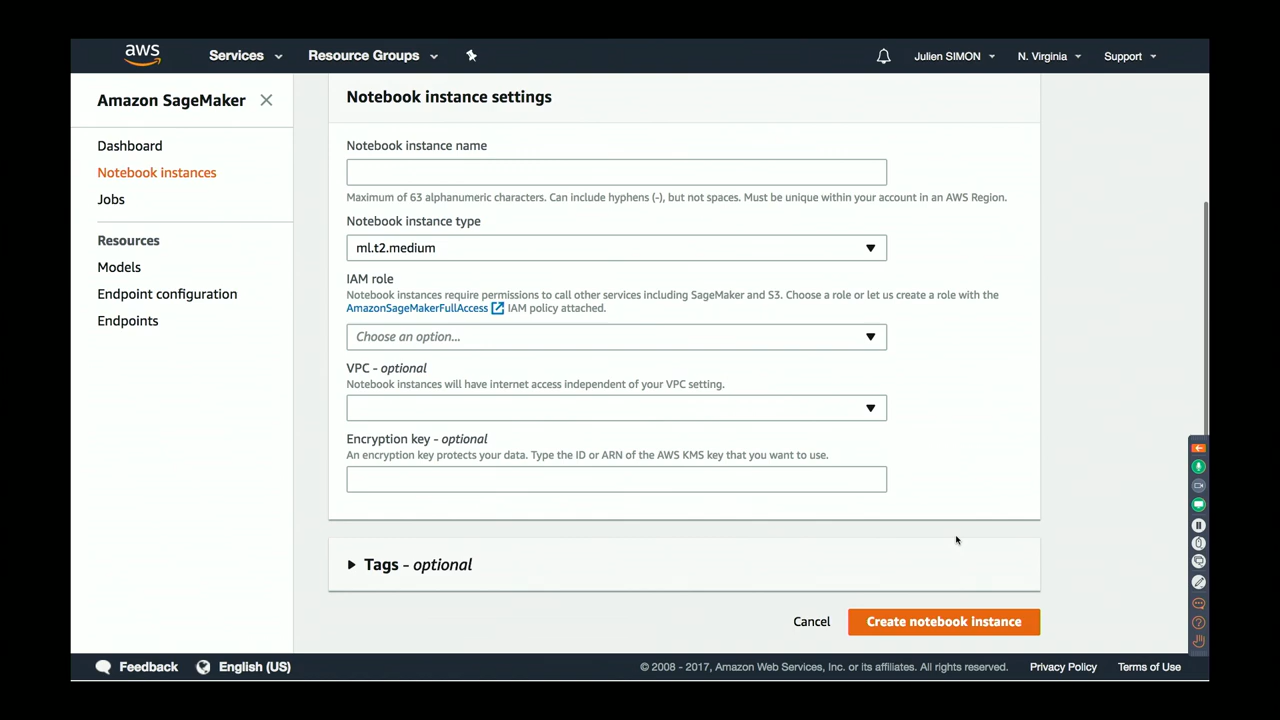 aws
Services
Resource Groups
Julien SIMON
N. Virginia
Support
Amazon SageMaker
Dashboard
Notebook instances
Jobs
Resources
Models
Endpoint configuration
Endpoints
Notebook instance settings
Notebook instance name
Maximum of 63 alphanumeric characters. Can include hyphens (-), but not spaces. Must be unique within your account in an AWS Region.
Notebook instance type
ml.t2.medium
IAM role
Notebook instances require permissions to call other services including SageMaker and S3. Choose a role or let us create a role with the
AmazonSageMakerFullAccess IAM policy attached.
Choose an option...
VPC - optional
Notebook instances will have internet access independent of your VPC setting.
Encryption key - optional
An encryption key protects your data. Type the ID or ARN of the AWS KMS key that you want to use.
Tags - optional
Cancel
Create notebook instance
Feedback
English (US)
© 2008 - 2017, Amazon Web Services, Inc. or its affiliates. All rights reserved.
Privacy Policy
Terms of Use